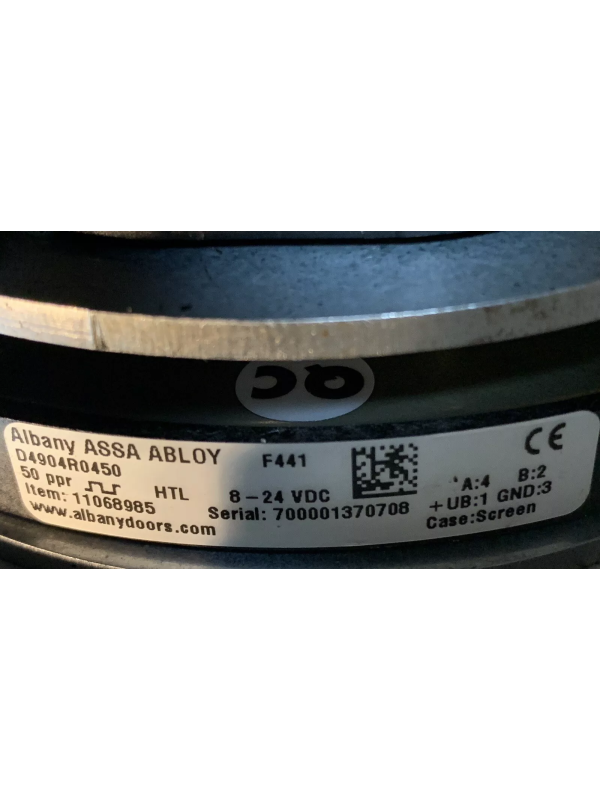 QC
Albany ASSA ABLOY F441
D4904R0450
50 ppr HTL 8-24 VDC A:4 B:2
Item: 11068985 Serial: 700001370708 +UB:1 GND:3
www.albanydoors.com Case:Screen
CE